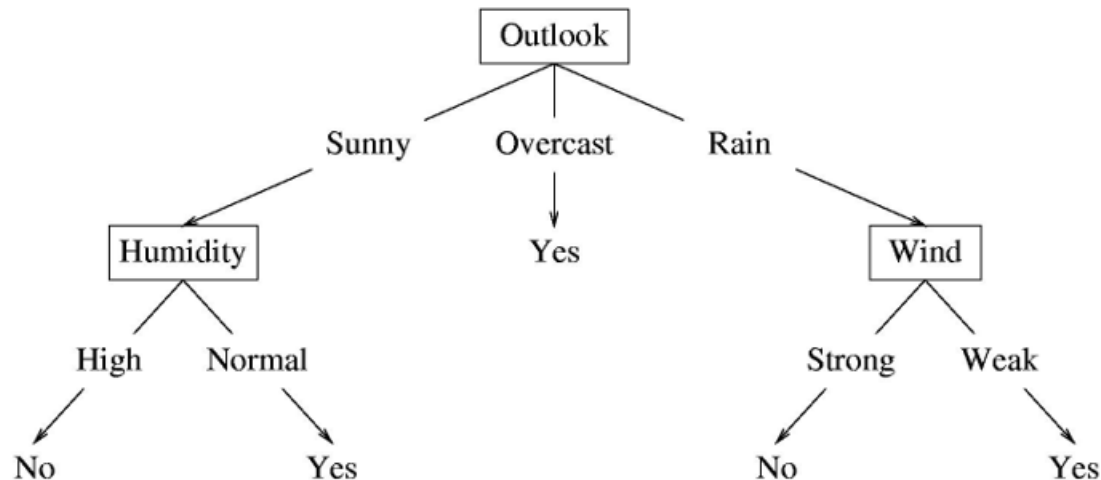 Outlook
Sunny Overcast Rain
Humidity Yes Wind
High Normal Strong Weak
No Yes No Yes